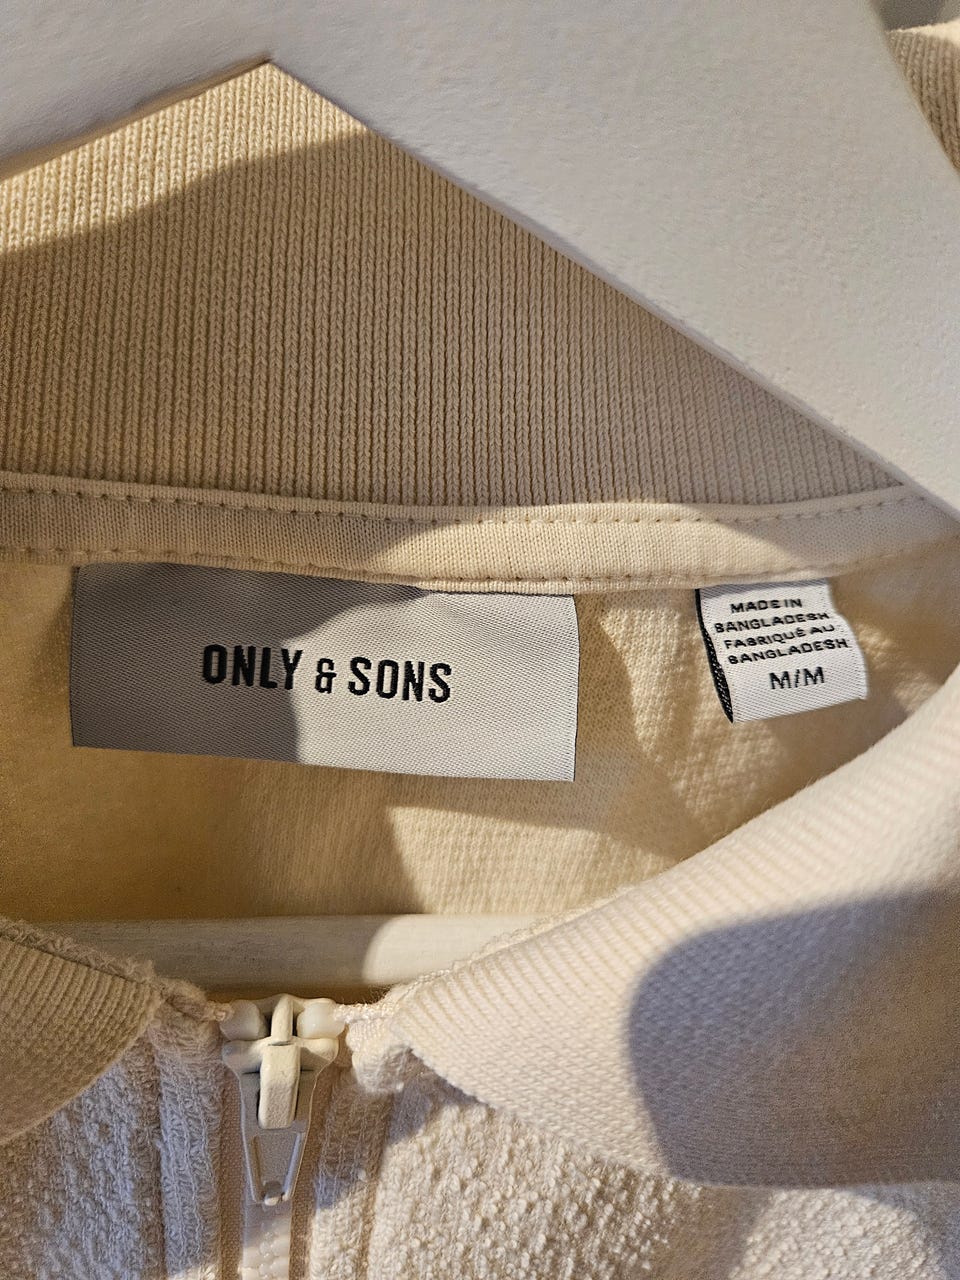 ONLY & SONS
MADE IN
BANGLADESH
FABRIQUÉ AU
BANGLADESH
M/M